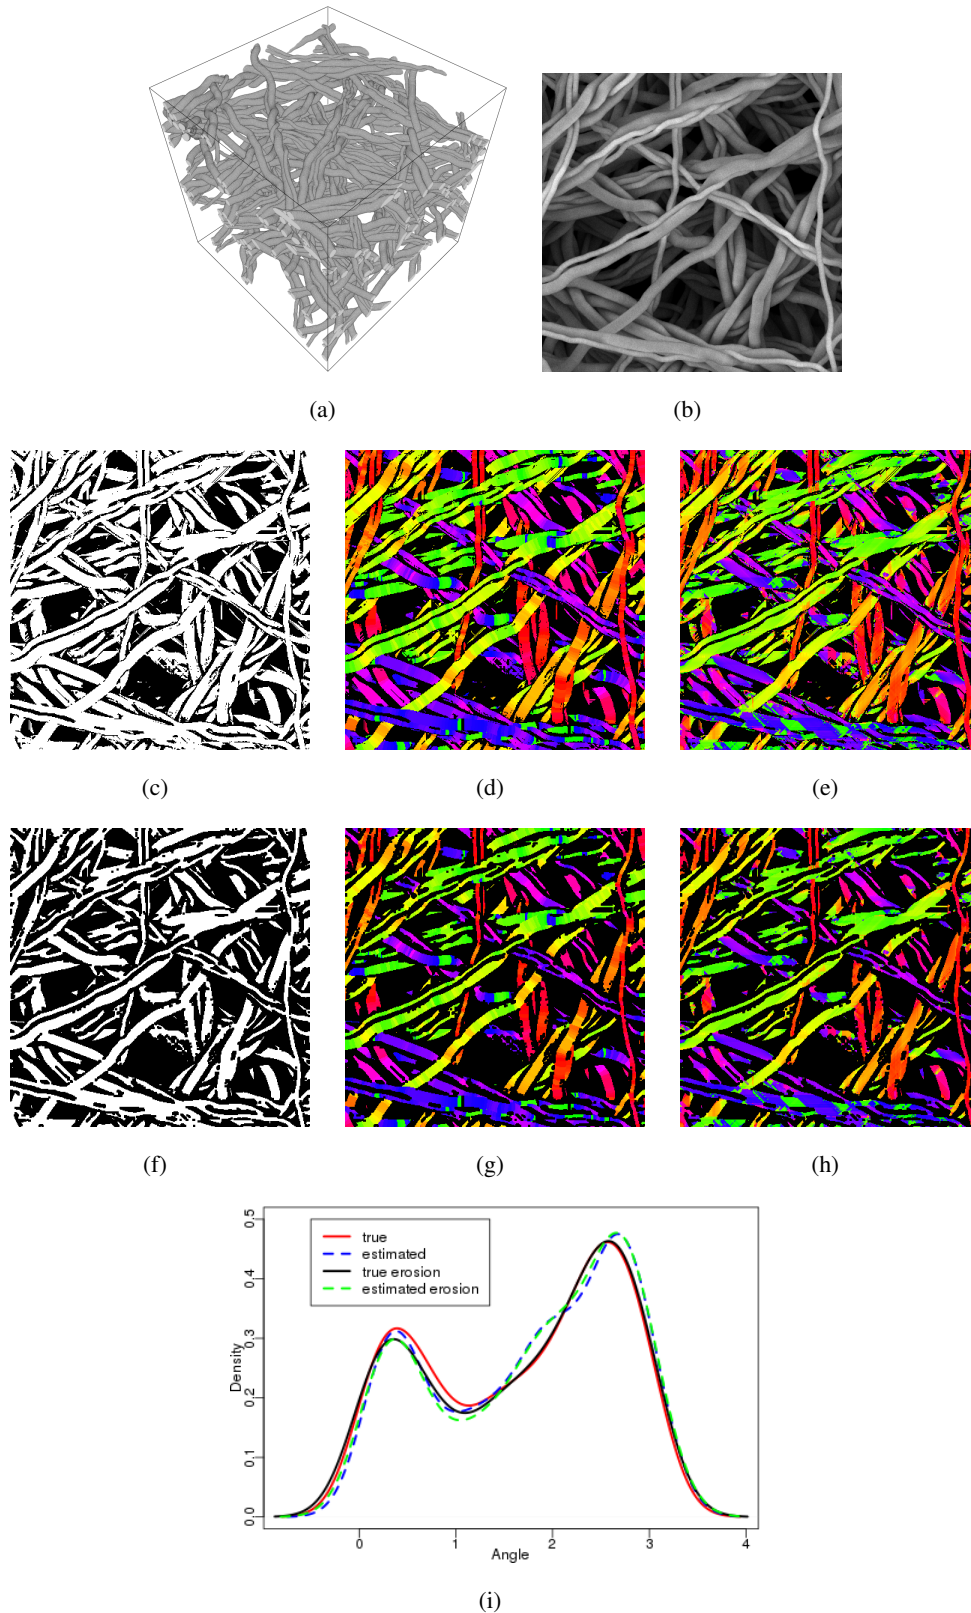 (a)
(b)
(c)
(d)
(e)
(f)
(g)
(h)
true
estimated
true erosion
estimated erosion
Density
0.0
0.1
0.2
0.3
0.4
0.5
0
1
2
3
4
Angle
(i)